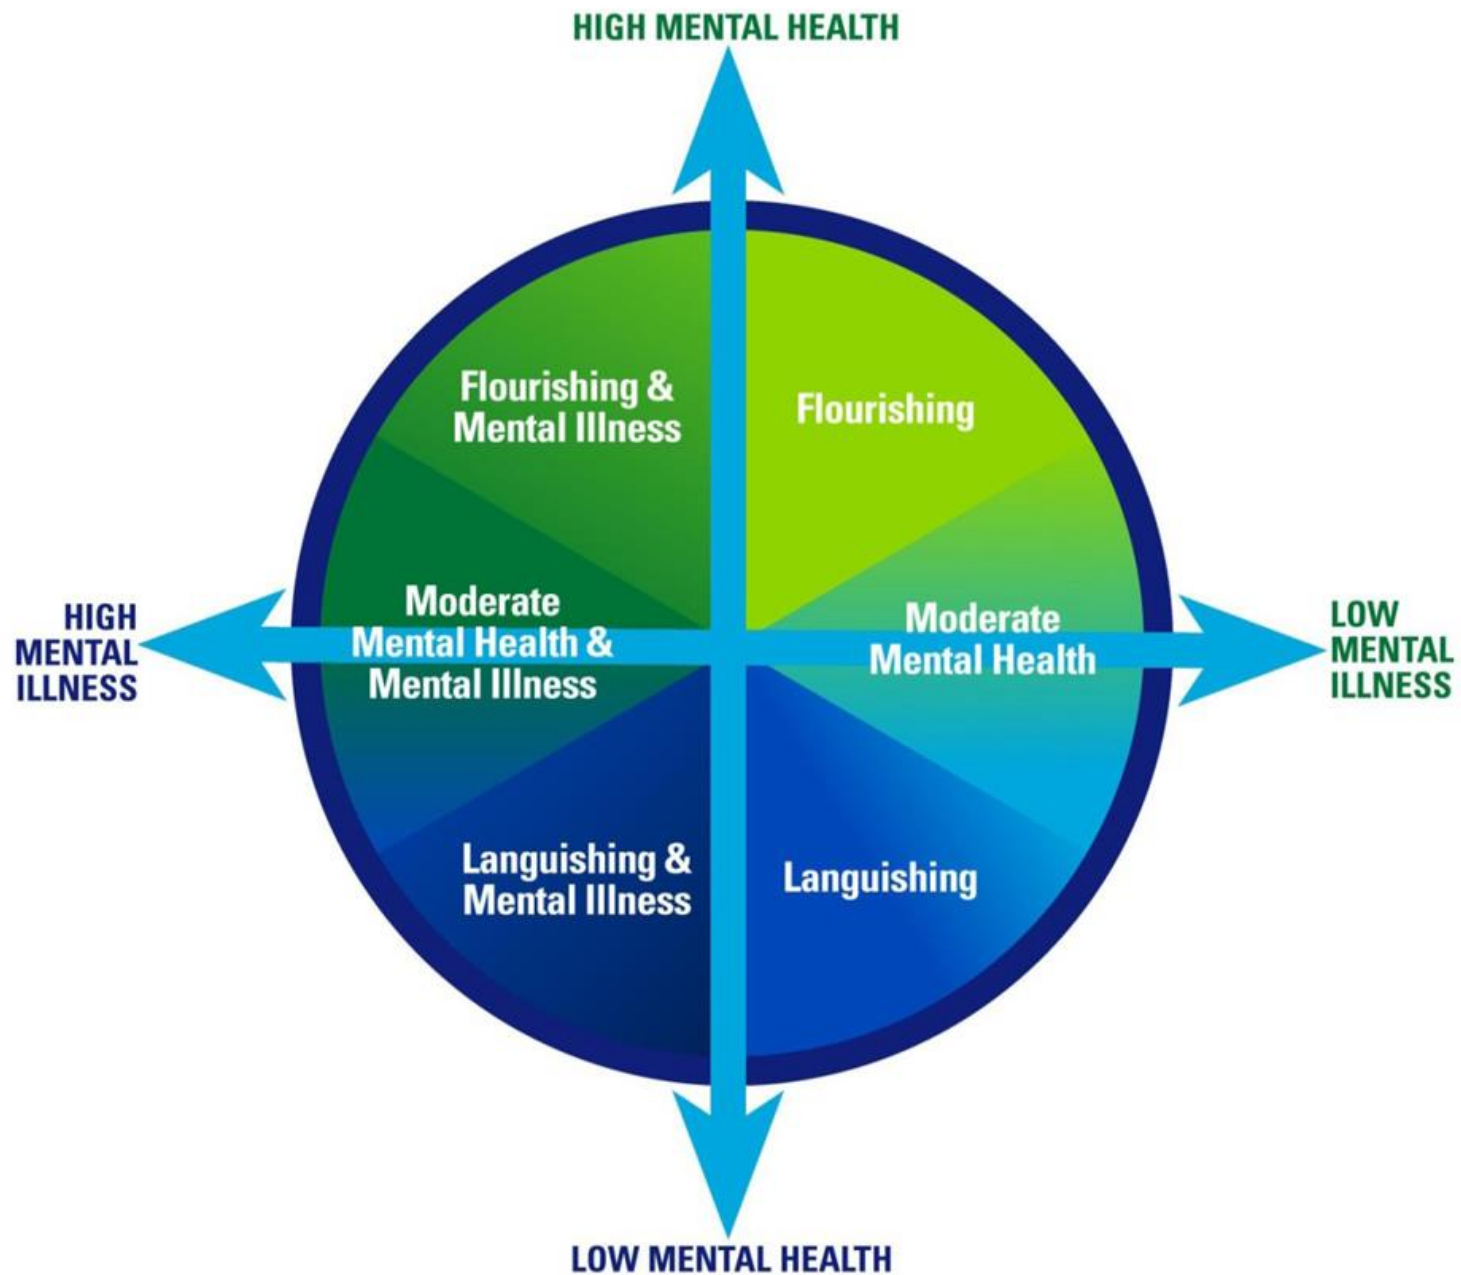 HIGH MENTAL HEALTH
Flourishing &
Mental Illness
Flourishing
HIGH
MENTAL
ILLNESS
Moderate
Mental Health &
Mental Illness
Moderate
Mental Health
LOW
MENTAL
ILLNESS
Languishing &
Mental Illness
Languishing
LOW MENTAL HEALTH